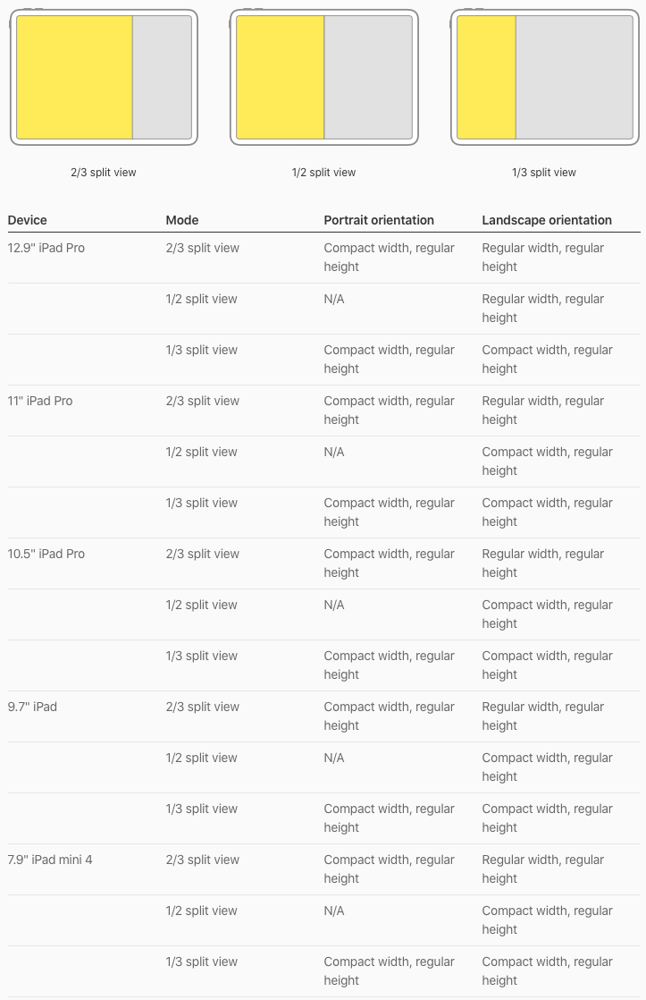 2/3 split view 1/2 split view 1/3 split view
Device Mode Portrait orientation Landscape orientation
12.9" iPad Pro 2/3 split view Compact width, regular Regular width, regular
height height
1/2 split view N/A Regular width, regular
height
1/3 split view Compact width, regular Compact width, regular
height height
11" iPad Pro 2/3 split view Compact width, regular Regular width, regular
height height
1/2 split view N/A Compact width, regular
height
1/3 split view Compact width, regular Compact width, regular
height height
10.5" iPad Pro 2/3 split view Compact width, regular Regular width, regular
height height
1/2 split view N/A Compact width, regular
height
1/3 split view Compact width, regular Compact width, regular
height height
9.7" iPad 2/3 split view Compact width, regular Regular width, regular
height height
1/2 split view N/A Compact width, regular
height
1/3 split view Compact width, regular Compact width, regular
height height
7.9" iPad mini 4 2/3 split view Compact width, regular Regular width, regular
height height
1/2 split view N/A Compact width, regular
height
1/3 split view Compact width, regular Compact width, regular
height height